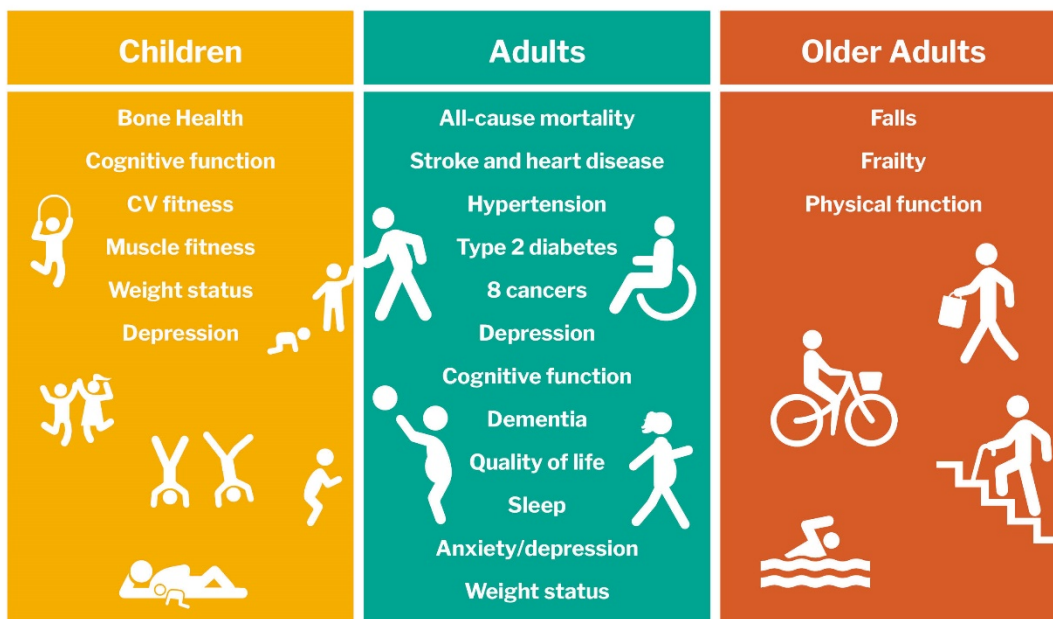 Children
Bone Health
Cognitive function
CV fitness
Muscle fitness
Weight status
Depression
Adults
All-cause mortality
Stroke and heart disease
Hypertension
Type 2 diabetes
8 cancers
Depression
Cognitive function
Dementia
Quality of life
Sleep
Anxiety/depression
Weight status
Older Adults
Falls
Frailty
Physical function